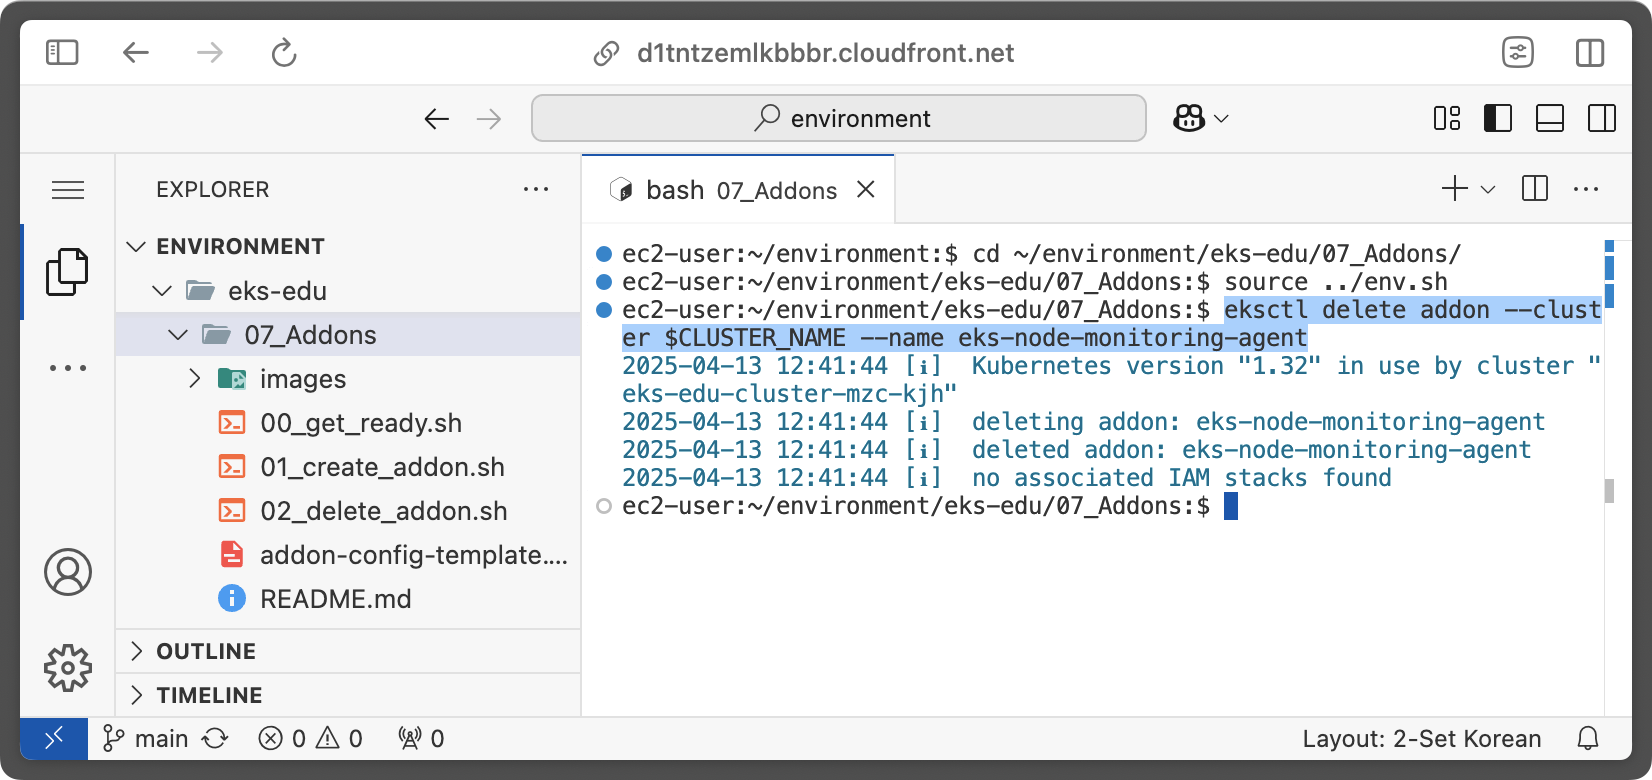 d1tntzemlkbbbr.cloudfront.net
environment
EXPLORER
bash 07_Addons
ENVIRONMENT
eks-edu
07_Addons
images
00_get_ready.sh
01_create_addon.sh
02_delete_addon.sh
addon-config-template....
README.md
OUTLINE
TIMELINE
ec2-user:~/environment:$ cd ~/environment/eks-edu/07_Addons/
ec2-user:~/environment/eks-edu/07_Addons:$ source ../env.sh
ec2-user:~/environment/eks-edu/07_Addons:$ eksctl delete addon --clust
er $CLUSTER_NAME --name eks-node-monitoring-agent
2025-04-13 12:41:44 [ℹ]  Kubernetes version "1.32" in use by cluster "
eks-edu-cluster-mzc-kjh"
2025-04-13 12:41:44 [ℹ]  deleting addon: eks-node-monitoring-agent
2025-04-13 12:41:44 [ℹ]  deleted addon: eks-node-monitoring-agent
2025-04-13 12:41:44 [ℹ]  no associated IAM stacks found
ec2-user:~/environment/eks-edu/07_Addons:$
main 0 0 0 Layout: 2-Set Korean